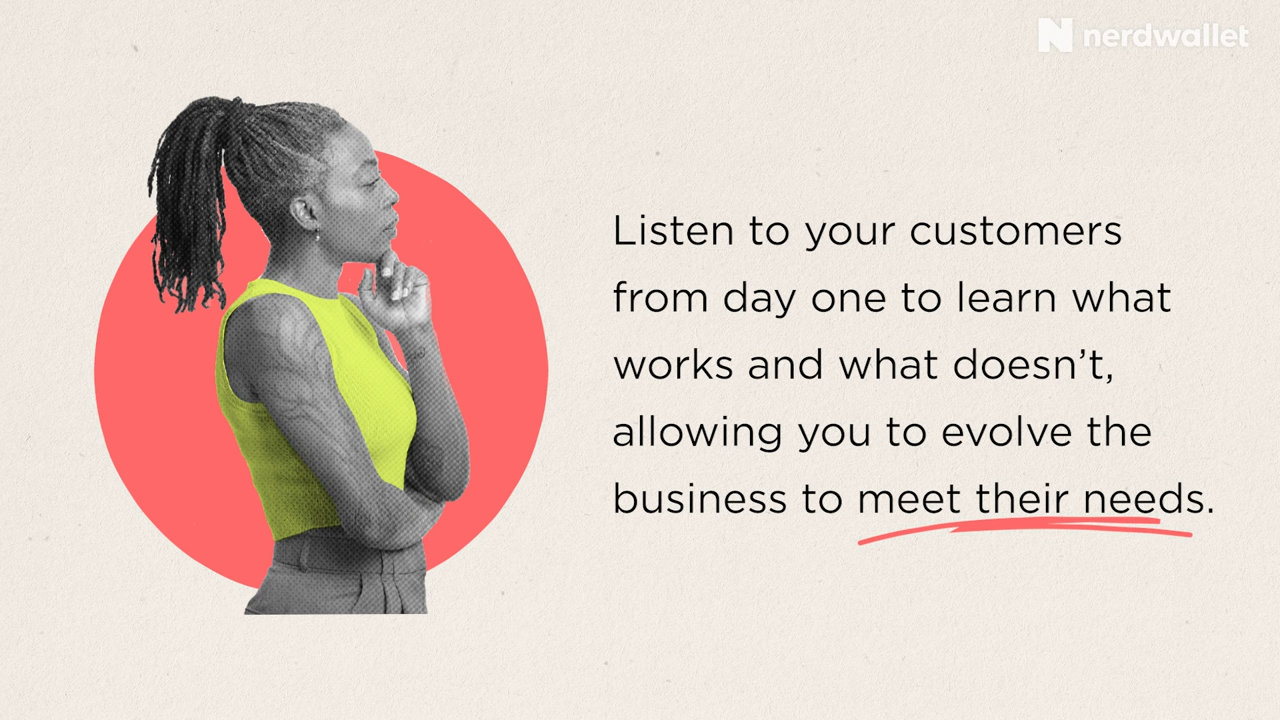 nerdwallet
Listen to your customers
from day one to learn what
works and what doesn’t,
allowing you to evolve the
business to meet their needs.